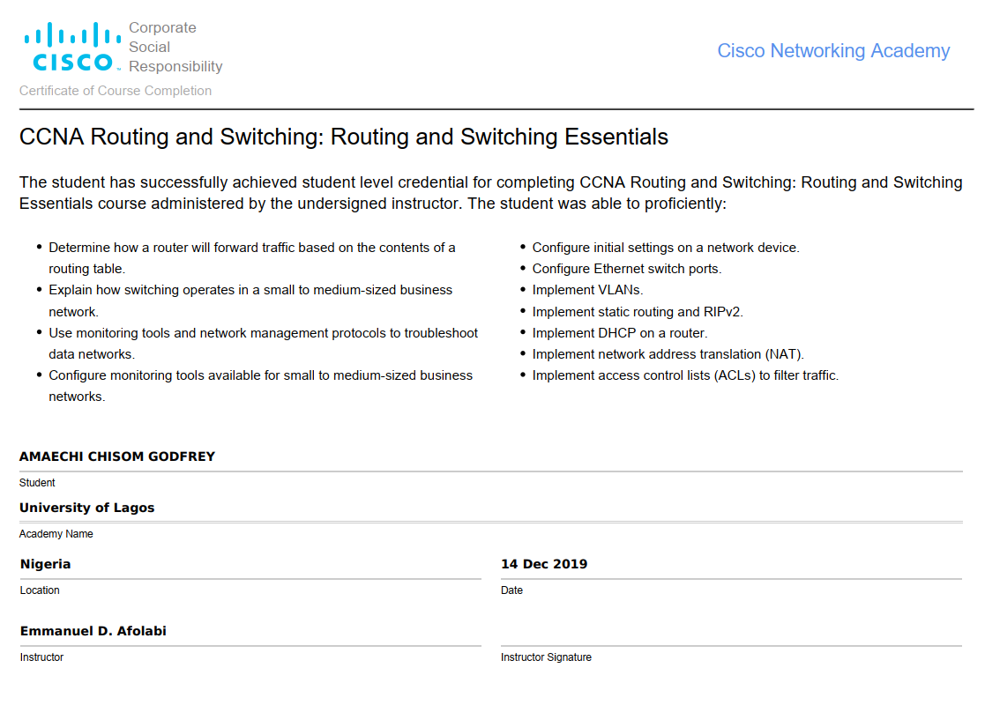 Corporate
Social
CISCO™ Responsibility
Cisco Networking Academy
Certificate of Course Completion
CCNA Routing and Switching: Routing and Switching Essentials
The student has successfully achieved student level credential for completing CCNA Routing and Switching: Routing and Switching
Essentials course administered by the undersigned instructor. The student was able to proficiently:
• Determine how a router will forward traffic based on the contents of a
routing table.
• Explain how switching operates in a small to medium-sized business
network.
• Use monitoring tools and network management protocols to troubleshoot
data networks.
• Configure monitoring tools available for small to medium-sized business
networks.
• Configure initial settings on a network device.
• Configure Ethernet switch ports.
• Implement VLANs.
• Implement static routing and RIPv2.
• Implement DHCP on a router.
• Implement network address translation (NAT).
• Implement access control lists (ACLs) to filter traffic.
AMAECHI CHISOM GODFREY
Student
University of Lagos
Academy Name
Nigeria
Location
14 Dec 2019
Date
Emmanuel D. Afolabi
Instructor
Instructor Signature